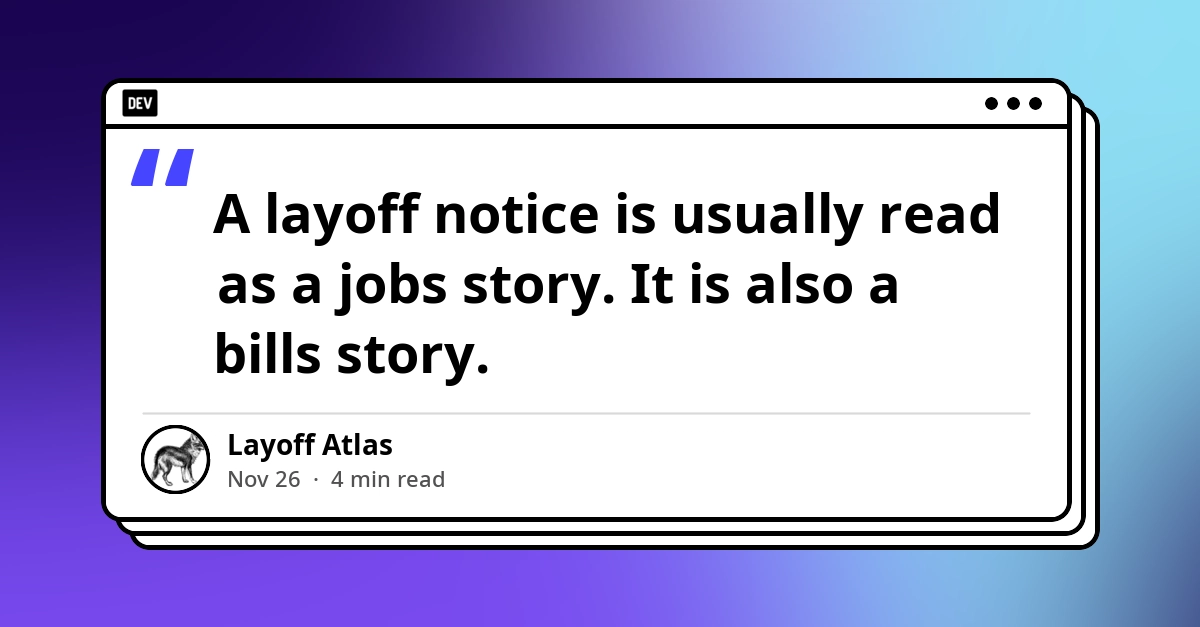 DEV
“
A layoff notice is usually read
as a jobs story. It is also a
bills story.
Layoff Atlas
Nov 26 · 4 min read